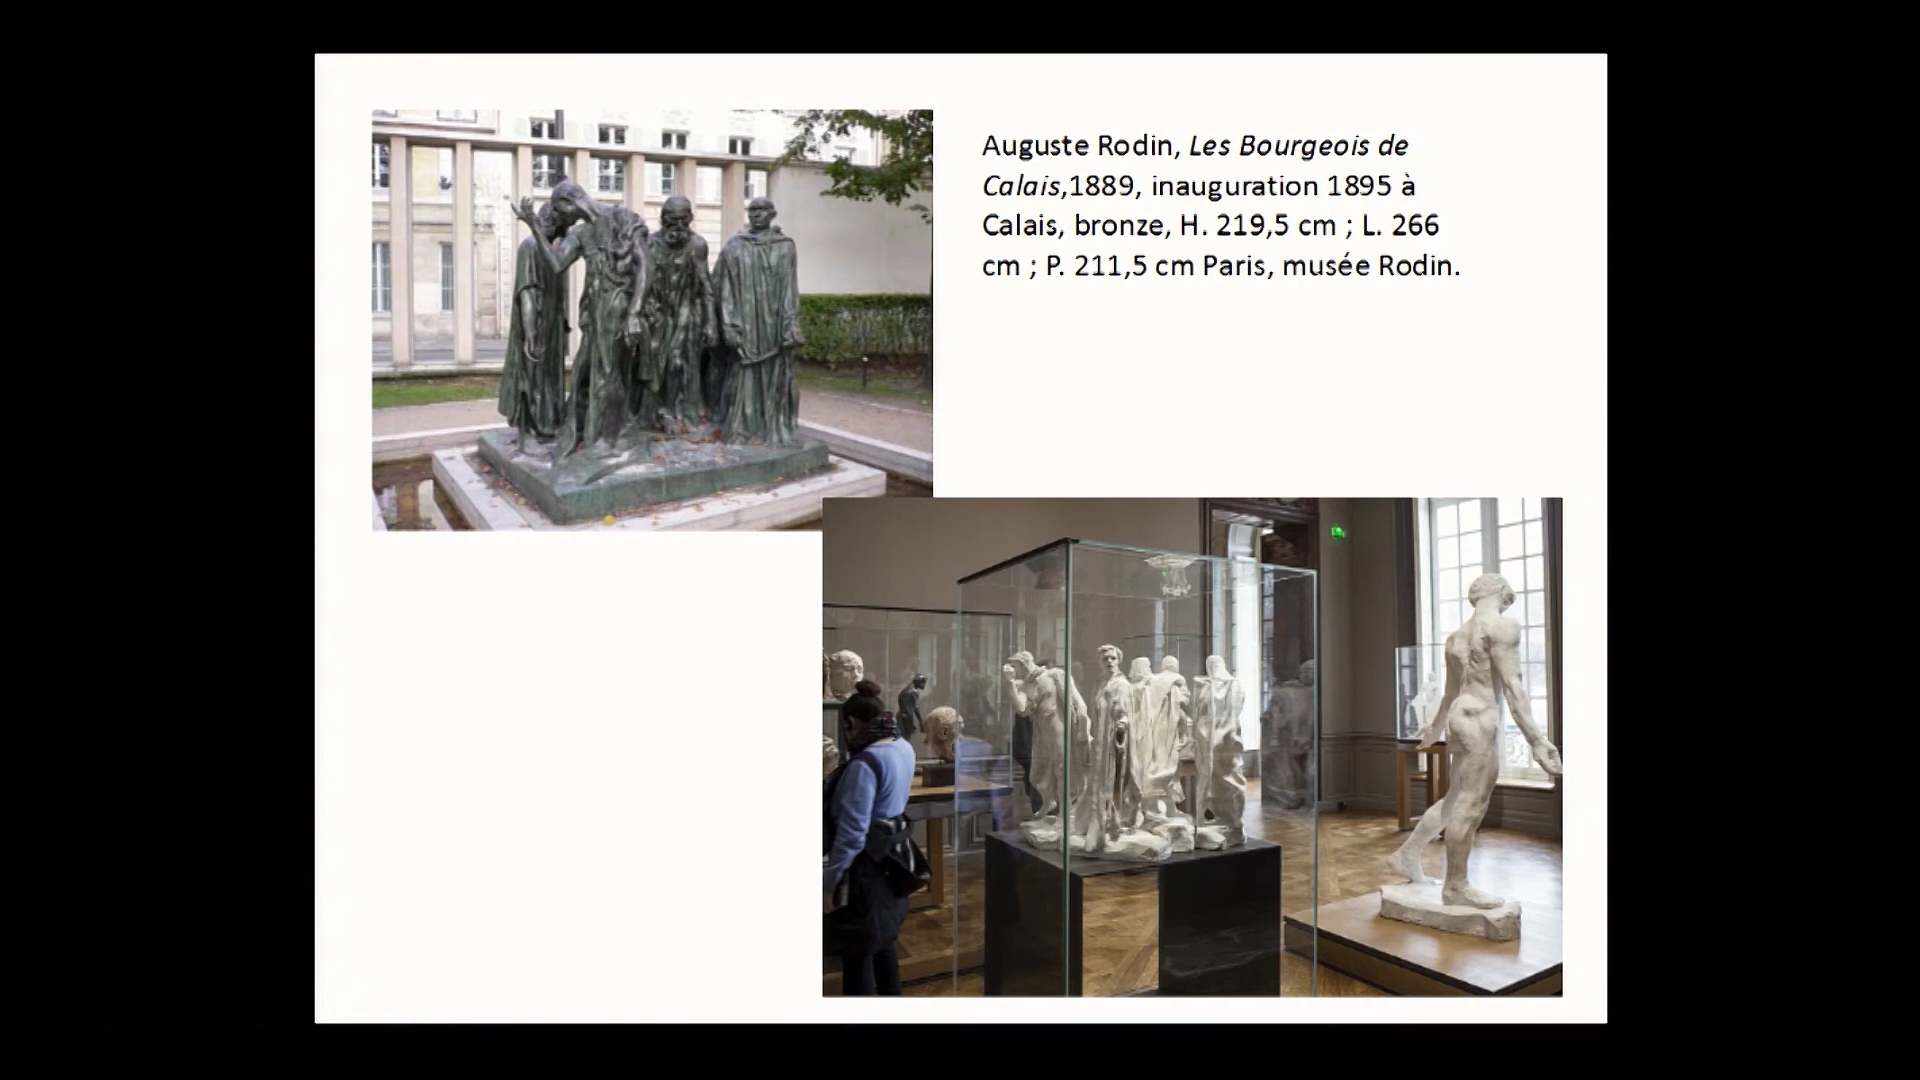 Auguste Rodin, Les Bourgeois de
Calais,1889, inauguration 1895 à
Calais, bronze, H. 219,5 cm ; L. 266
cm ; P. 211,5 cm Paris, musée Rodin.